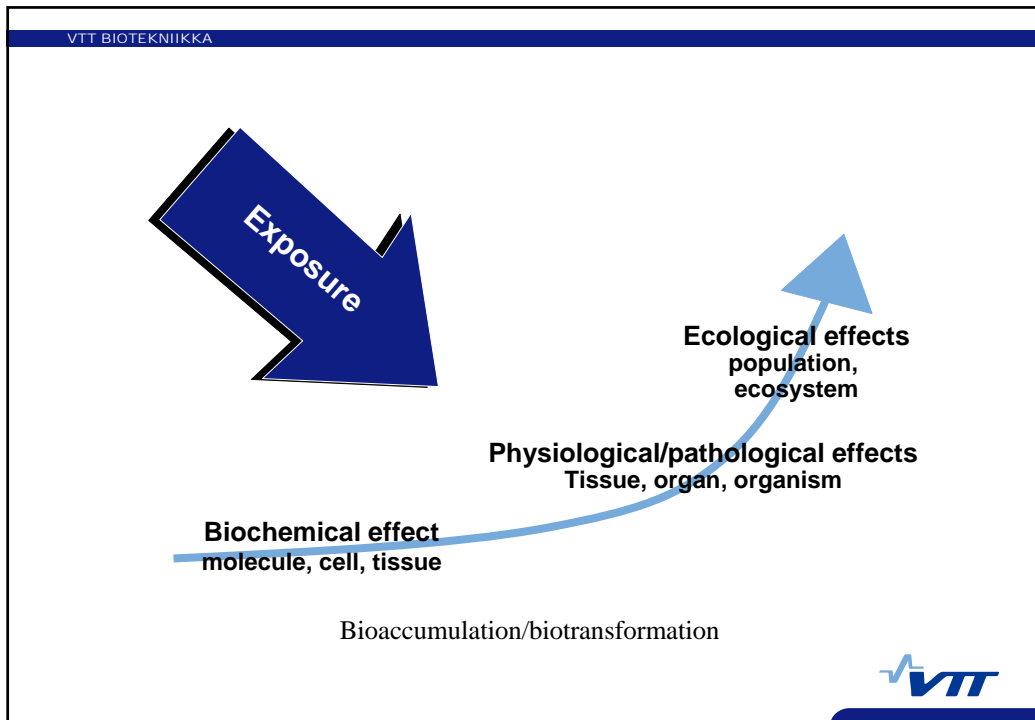 VTT BIOTEKNIIKKA
Exposure
Ecological effects
population,
ecosystem
Physiological/pathological effects
Tissue, organ, organism
Biochemical effect
molecule, cell, tissue
Bioaccumulation/biotransformation
VTT